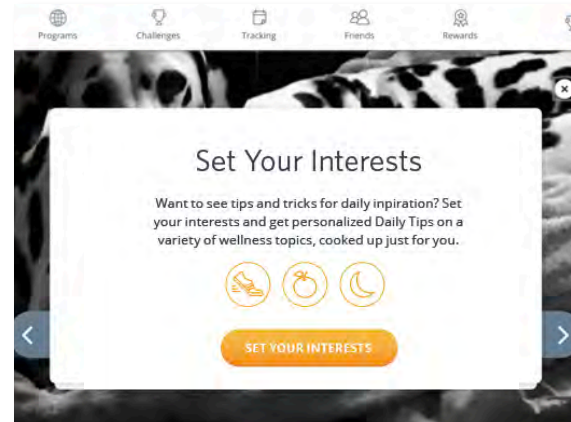 Programs
Challenges
Tracking
Friends
Rewards
Set Your Interests
Want to see tips and tricks for daily inpiration? Set
your interests and get personalized Daily Tips on a
variety of wellness topics, cooked up just for you.
SET YOUR INTERESTS